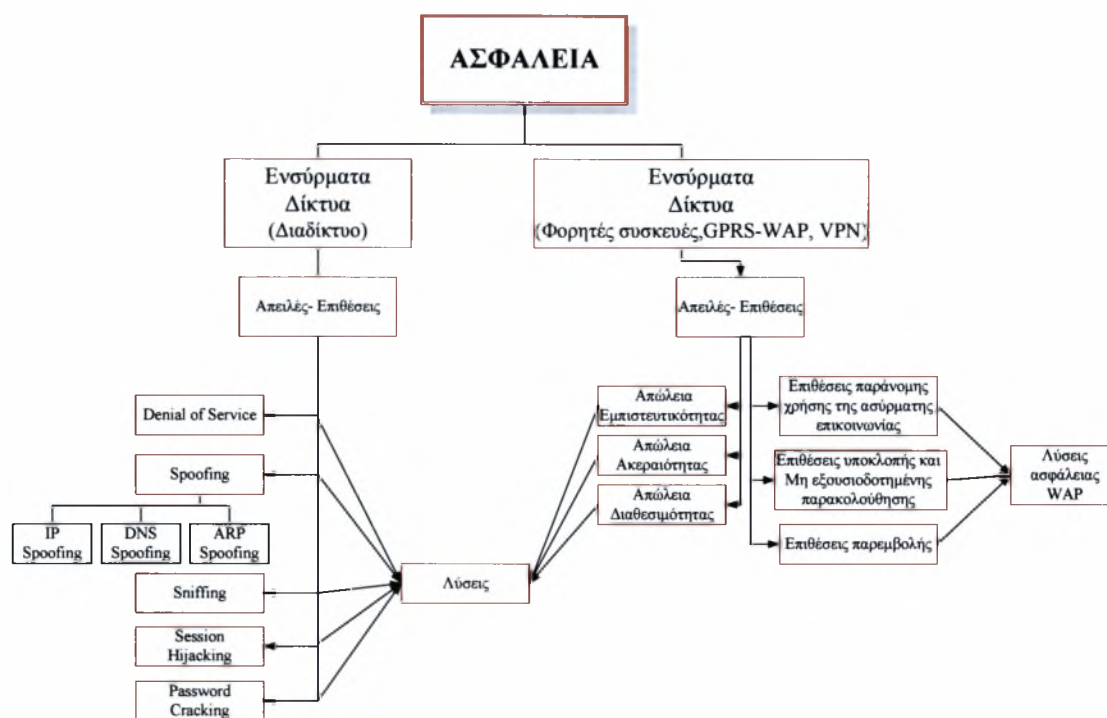 ΑΣΦΑΛΕΙΑ
Ενσύρματα
Δίκτυα
(Διαδίκτυο)
Ενσύρματα
Δίκτυα
(Φορητές συσκευές,GPRS-WAP, VPN)
Απειλές- Επιθέσεις
Απειλές- Επιθέσεις
Denial of Service
Spoofing
IP
Spoofing
DNS
Spoofing
ARP
Spoofing
Sniffing
Session
Hijacking
Password
Cracking
Λύσεις
Απώλεια
Εμπιστευτικότητας
Απώλεια
Ακεραιότητας
Απώλεια
Διαθεσιμότητας
Επιθέσεις παράνομης
χρήσης της ασύρματης
επικοινωνίας
Επιθέσεις υποκλοπής και
Μη εξουσιοδοτημένης
παρακολούθησης
Επιθέσεις παρεμβολής
Λύσεις
ασφάλειας
WAP